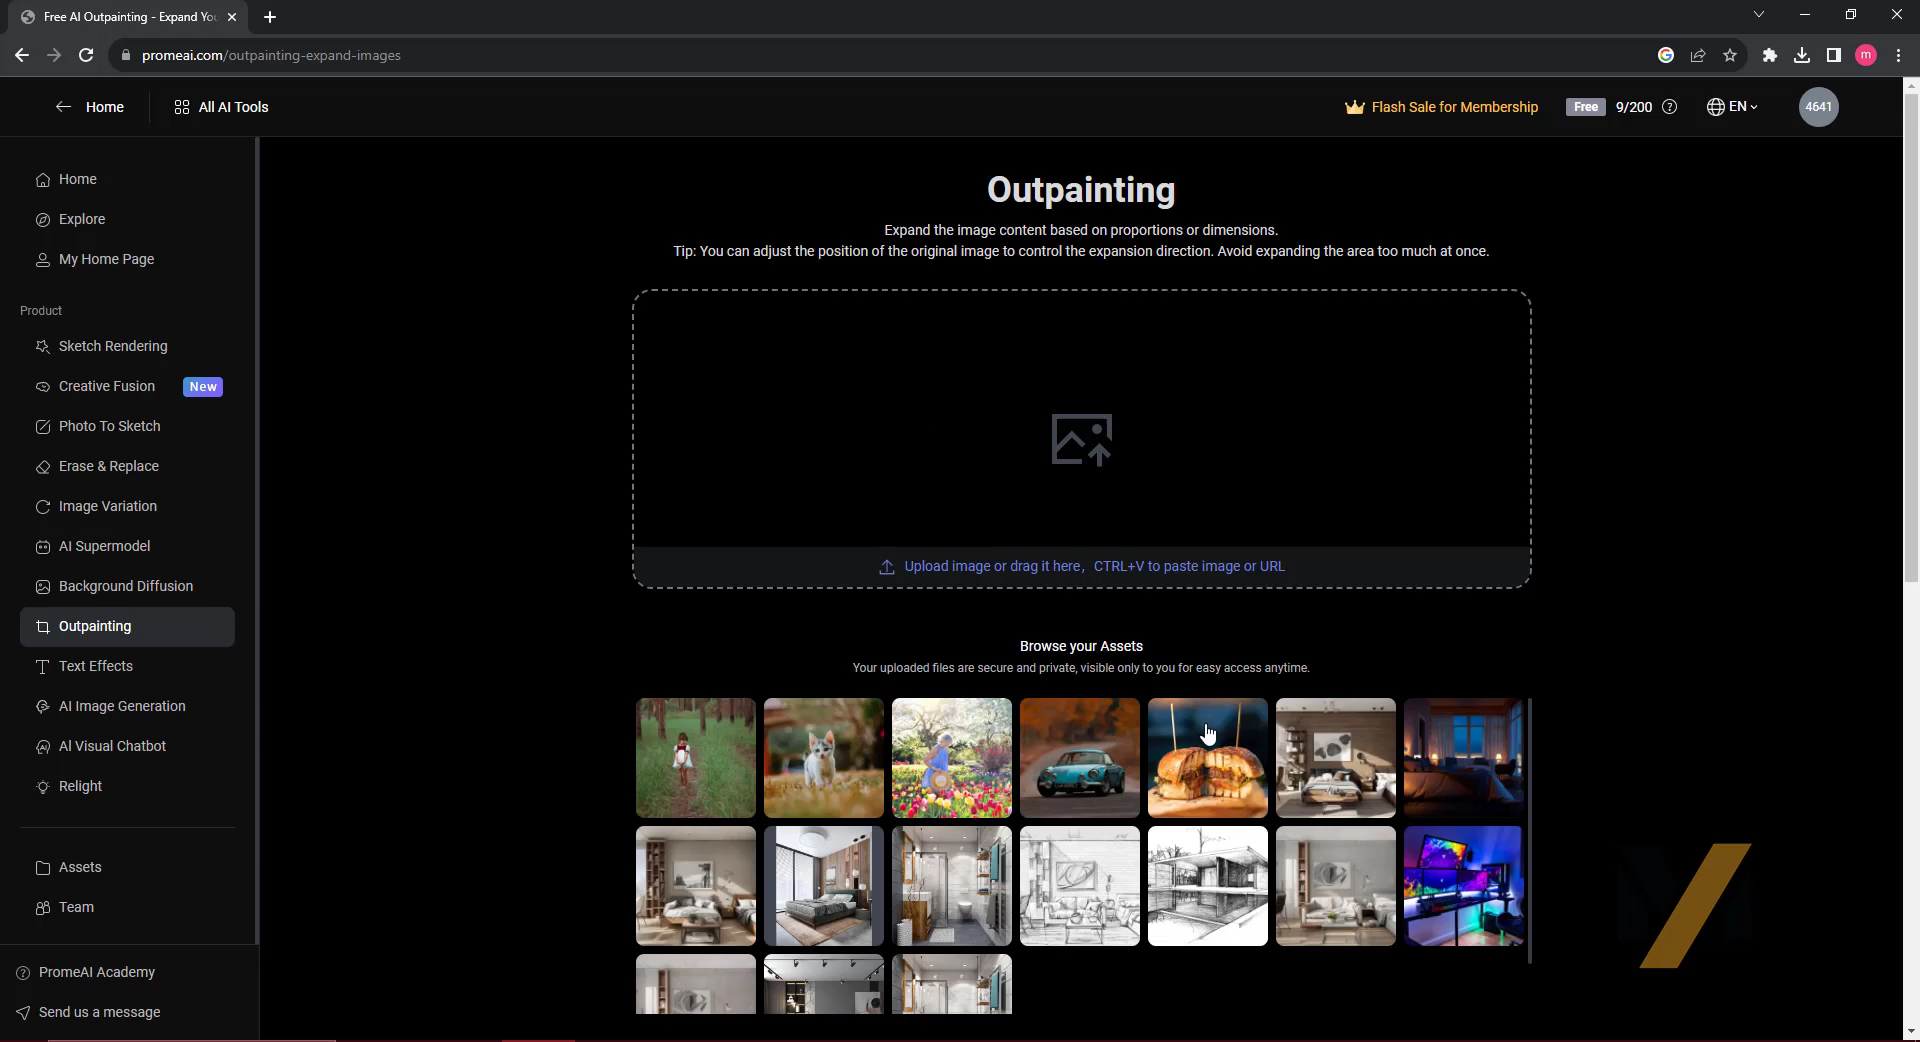 Free AI Outpainting - Expand You
promeai.com/outpainting-expand-images
m
Home
All AI Tools
Flash Sale for Membership
Free
9/200
EN
4641
Home
Explore
My Home Page
Product
Sketch Rendering
Creative Fusion
New
Photo To Sketch
Erase & Replace
Image Variation
AI Supermodel
Background Diffusion
Outpainting
Text Effects
AI Image Generation
AI Visual Chatbot
Relight
Assets
Team
PromeAI Academy
Send us a message
Outpainting
Expand the image content based on proportions or dimensions.
Tip: You can adjust the position of the original image to control the expansion direction. Avoid expanding the area too much at once.
Upload image or drag it here, CTRL+V to paste image or URL
Browse your Assets
Your uploaded files are secure and private, visible only to you for easy access anytime.